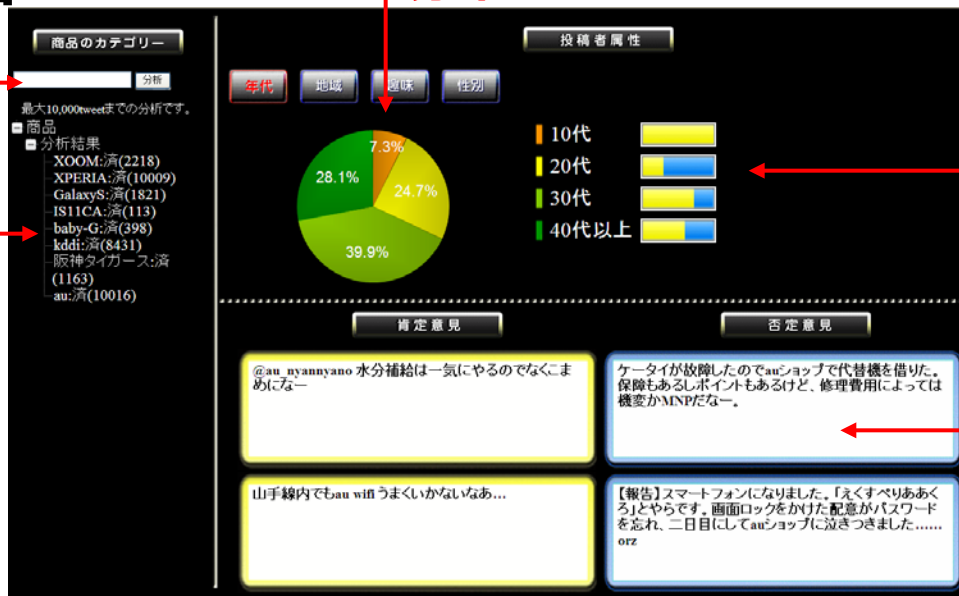 商品のカテゴリー
分析
最大10,000tweetまでの分析です。
商品
分析結果
XOOM:済(2218)
XPERIA:済(10009)
GalaxyS:済(1821)
IS11CA:済(113)
baby-G:済(398)
kddi:済(8431)
阪神タイガース:済
(1163)
au:済(10016)
投稿者属性
年代 地域 趣味 性別
7.3%
24.7%
39.9%
28.1%
10代
20代
30代
40代以上
肯定意見
@au_nyannyano 水分補給は一気にやるのでなくこま
めになー
山手線内でもau wifi うまくいかないなあ...
否定意見
ケータイが故障したのでauショップで代替機を借りた。
保障もあるしポイントもあるけど、修理費用によっては
機変かMNPだなー。
【報告】スマートフォンになりました。「えくすぺりああく
ろ」とやらです。画面ロックをかけた配意がパスワード
を忘れ、二日目にしてauショップに泣きつきました……
orz